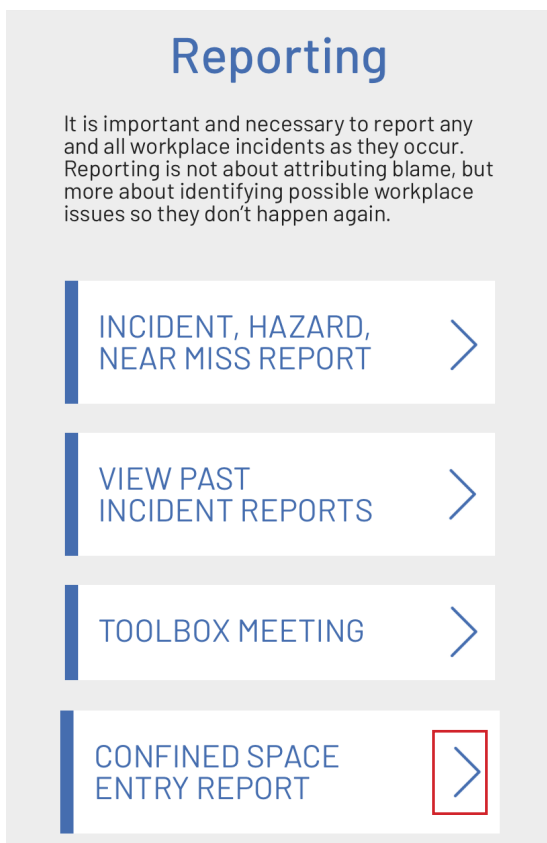 Reporting
It is important and necessary to report any
and all workplace incidents as they occur.
Reporting is not about attributing blame, but
more about identifying possible workplace
issues so they don’t happen again.
INCIDENT, HAZARD,
NEAR MISS REPORT
VIEW PAST
INCIDENT REPORTS
TOOLBOX MEETING
CONFINED SPACE
ENTRY REPORT